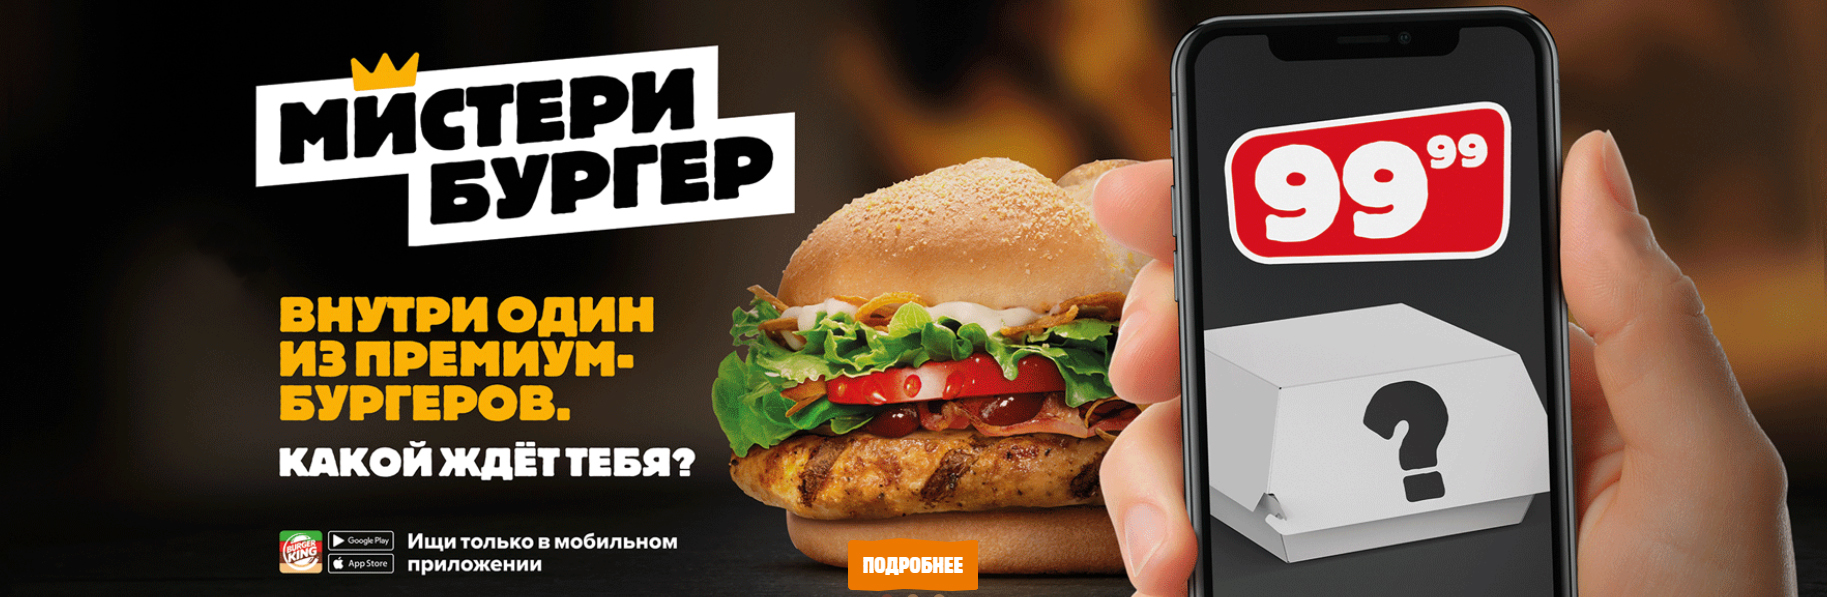 МИСТЕРИ
БУРГЕР
ВНУТРИ ОДИН
ИЗ ПРЕМИУМ-
БУРГЕРОВ.
КАКОЙ ЖДЁТ ТЕБЯ?
BURGER
KING
Google Play
App Store
Ищи только в мобильном
приложении
ПОДРОБНЕЕ
99 99
?